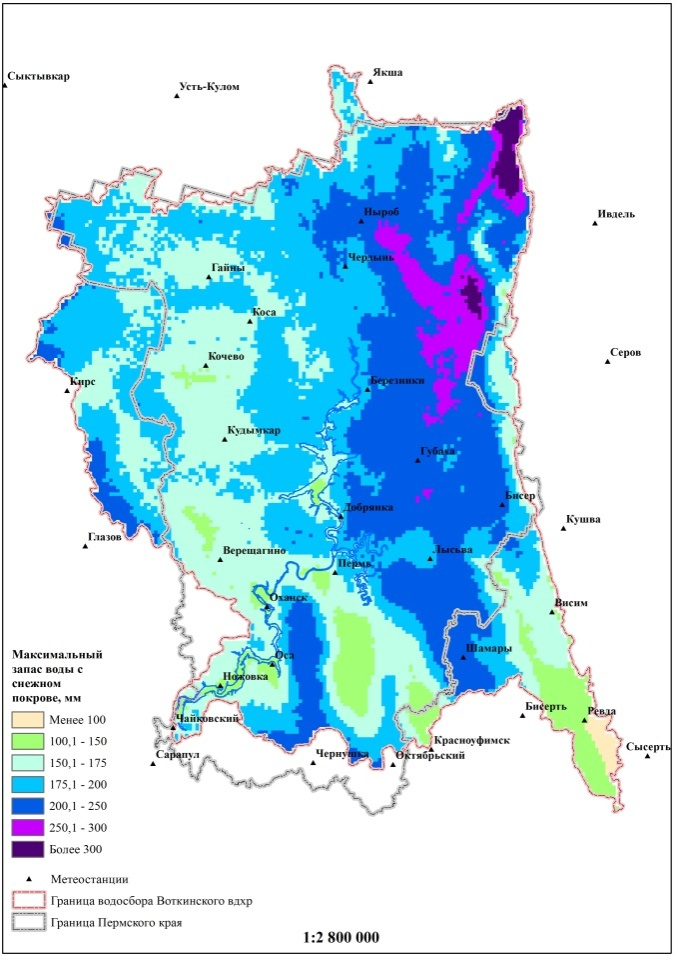 Якша
Сыктывкар
Усть-Кулом
Ныроб
Ивдель
Чердынь
Гайны
Коса
Серов
Кочево
Кирс
Березники
Кудымкар
Губаха
Бисер
Добрянка
Кушва
Глазов
Верещагино
Лысьва
Пермь
Оханск
Висим
Шамары
Оса
Ножовка
Бисерть
Ревда
Чайковский
Красноуфимск
Сысерть
Сарапул
Чернушка
Октябрьский
Максимальный
запас воды с
снежном
покрове, мм
Менее 100
100,1 - 150
150,1 - 175
175,1 - 200
200,1 - 250
250,1 - 300
Более 300
Метеостанции
Граница водосбора Воткинского вдхр
Граница Пермского края
1:2 800 000